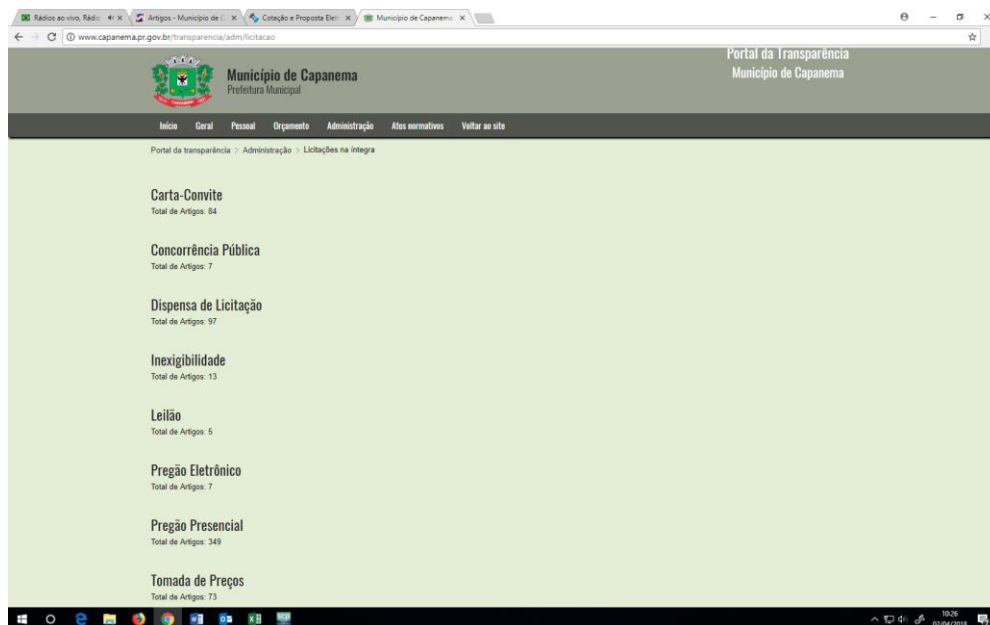 Rádios ao vivo, Rádio
Artigos - Município de C
Cotação e Proposta Elet
Município de Capanema
www.capanema.pr.gov.br/transparencia/adm/licitacao
Portal da Transparência
Município de Capanema
Município de Capanema
Prefeitura Municipal
Início Geral Pessoal Orçamento Administração Atos normativos Voltar ao site
Portal da transparência > Administração > Licitações na íntegra
Carta-Convite
Total de Artigos: 84
Concorrência Pública
Total de Artigos: 7
Dispensa de Licitação
Total de Artigos: 97
Inexigibilidade
Total de Artigos: 13
Leilão
Total de Artigos: 5
Pregão Eletrônico
Total de Artigos: 7
Pregão Presencial
Total de Artigos: 349
Tomada de Preços
Total de Artigos: 73
10:26
02/04/2018